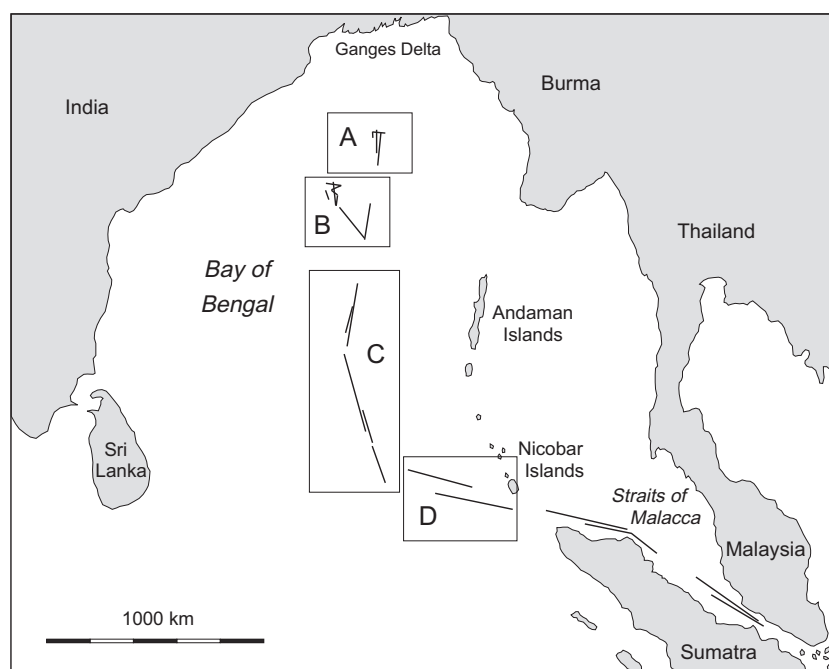 Ganges Delta
India
Burma
A
B
Thailand
Bay of
Bengal
Andaman
Islands
C
Sri
Lanka
Nicobar
Islands
Straits of
Malacca
D
Malaysia
1000 km
Sumatra